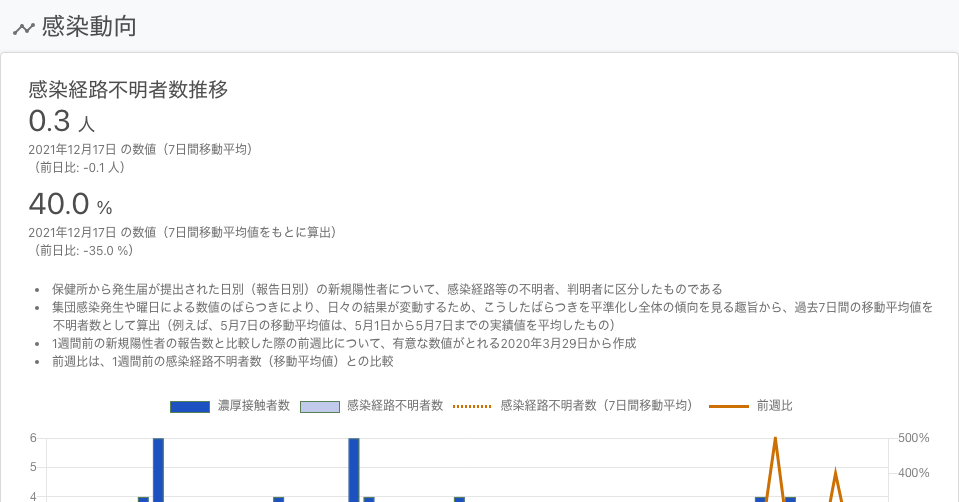 感染動向
感染経路不明者数推移
0.3 人
2021年12月17日 の数値（7日間移動平均）
（前日比: -0.1 人）
40.0 %
2021年12月17日 の数値（7日間移動平均値をもとに算出）
（前日比: -35.0 %）
• 保健所から発生届が提出された日別（報告日別）の新規陽性者について、感染経路等の不明者、判明者に区分したものである
• 集団感染発生や曜日による数値のばらつきにより、日々の結果が変動するため、こうしたばらつきを平準化し全体の傾向を見る趣旨から、過去7日間の移動平均値を
不明者数として算出（例えば、5月7日の移動平均値は、5月1日から5月7日までの実績値を平均したもの）
• 1週間前の新規陽性者の報告数と比較した際の前週比について、有意な数値がとれる2020年3月29日から作成
• 前週比は、1週間前の感染経路不明者数（移動平均値）との比較
濃厚接触者数 感染経路不明者数 感染経路不明者数（7日間移動平均） 前週比
6 500%
5 400%
4